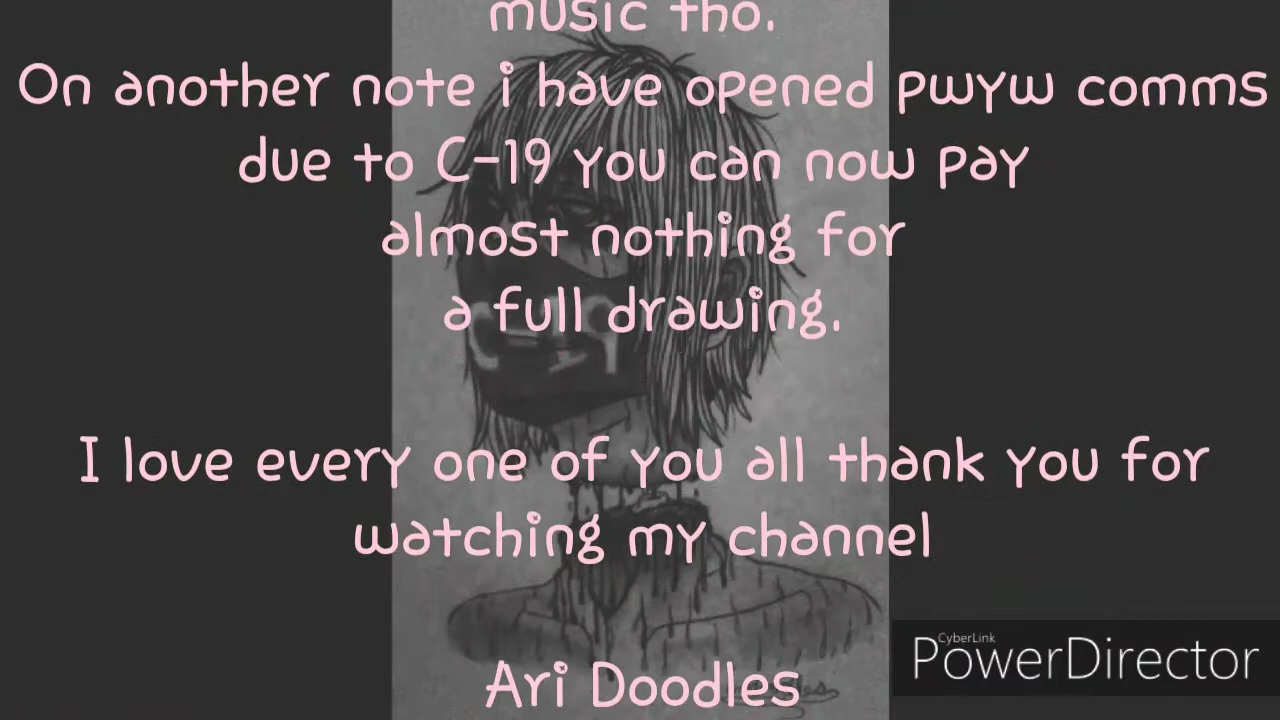 music tho.
On another note i have opened pwyw comms
due to C-19 you can now pay
almost nothing for
a full drawing.
I love every one of you all thank you for
watching my channel
Ari Doodles
CyberLink
PowerDirector